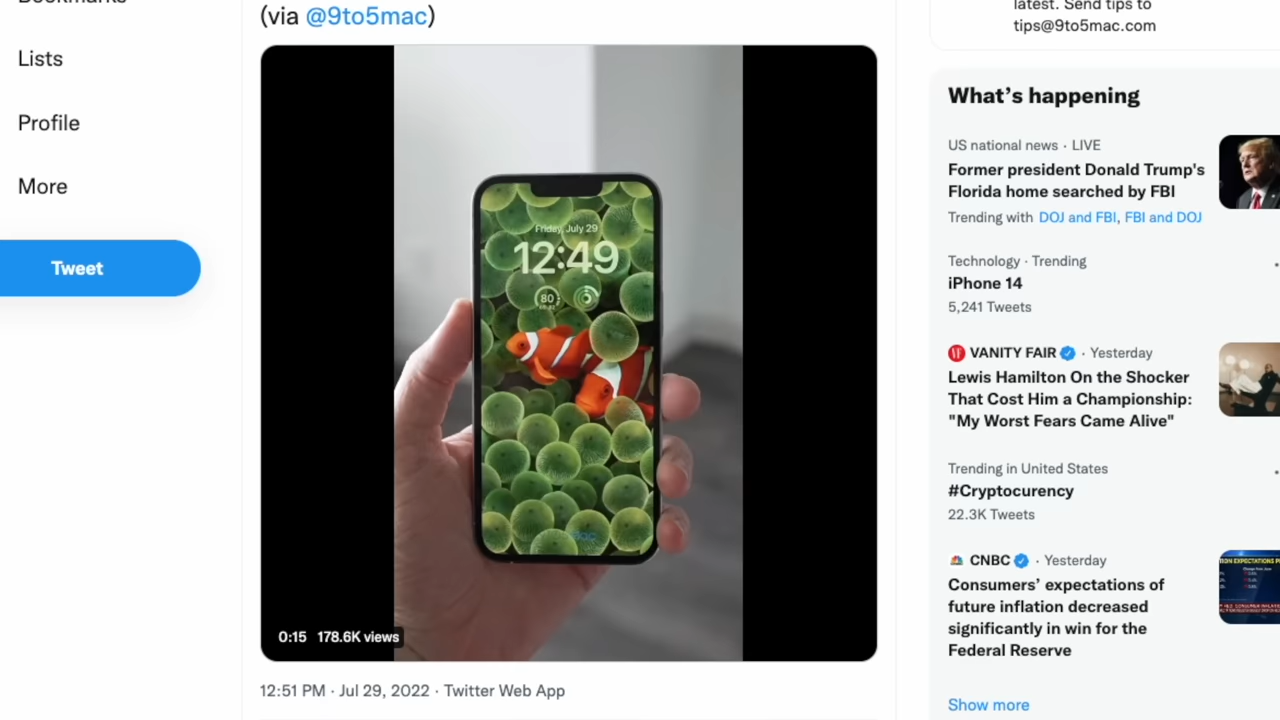 Bookmarks
Lists
Profile
More
Tweet
(via @9to5mac)
Friday, July 29
12:49
80
0:15 178.6K views
12:51 PM · Jul 29, 2022 · Twitter Web App
latest. Send tips to
tips@9to5mac.com
What's happening
US national news · LIVE
Former president Donald Trump's
Florida home searched by FBI
Trending with DOJ and FBI, FBI and DOJ
Technology · Trending
iPhone 14
5,241 Tweets
VANITY FAIR · Yesterday
Lewis Hamilton On the Shocker
That Cost Him a Championship:
"My Worst Fears Came Alive"
Trending in United States
#Cryptocurency
22.3K Tweets
CNBC · Yesterday
Consumers' expectations of
future inflation decreased
significantly in win for the
Federal Reserve
Show more